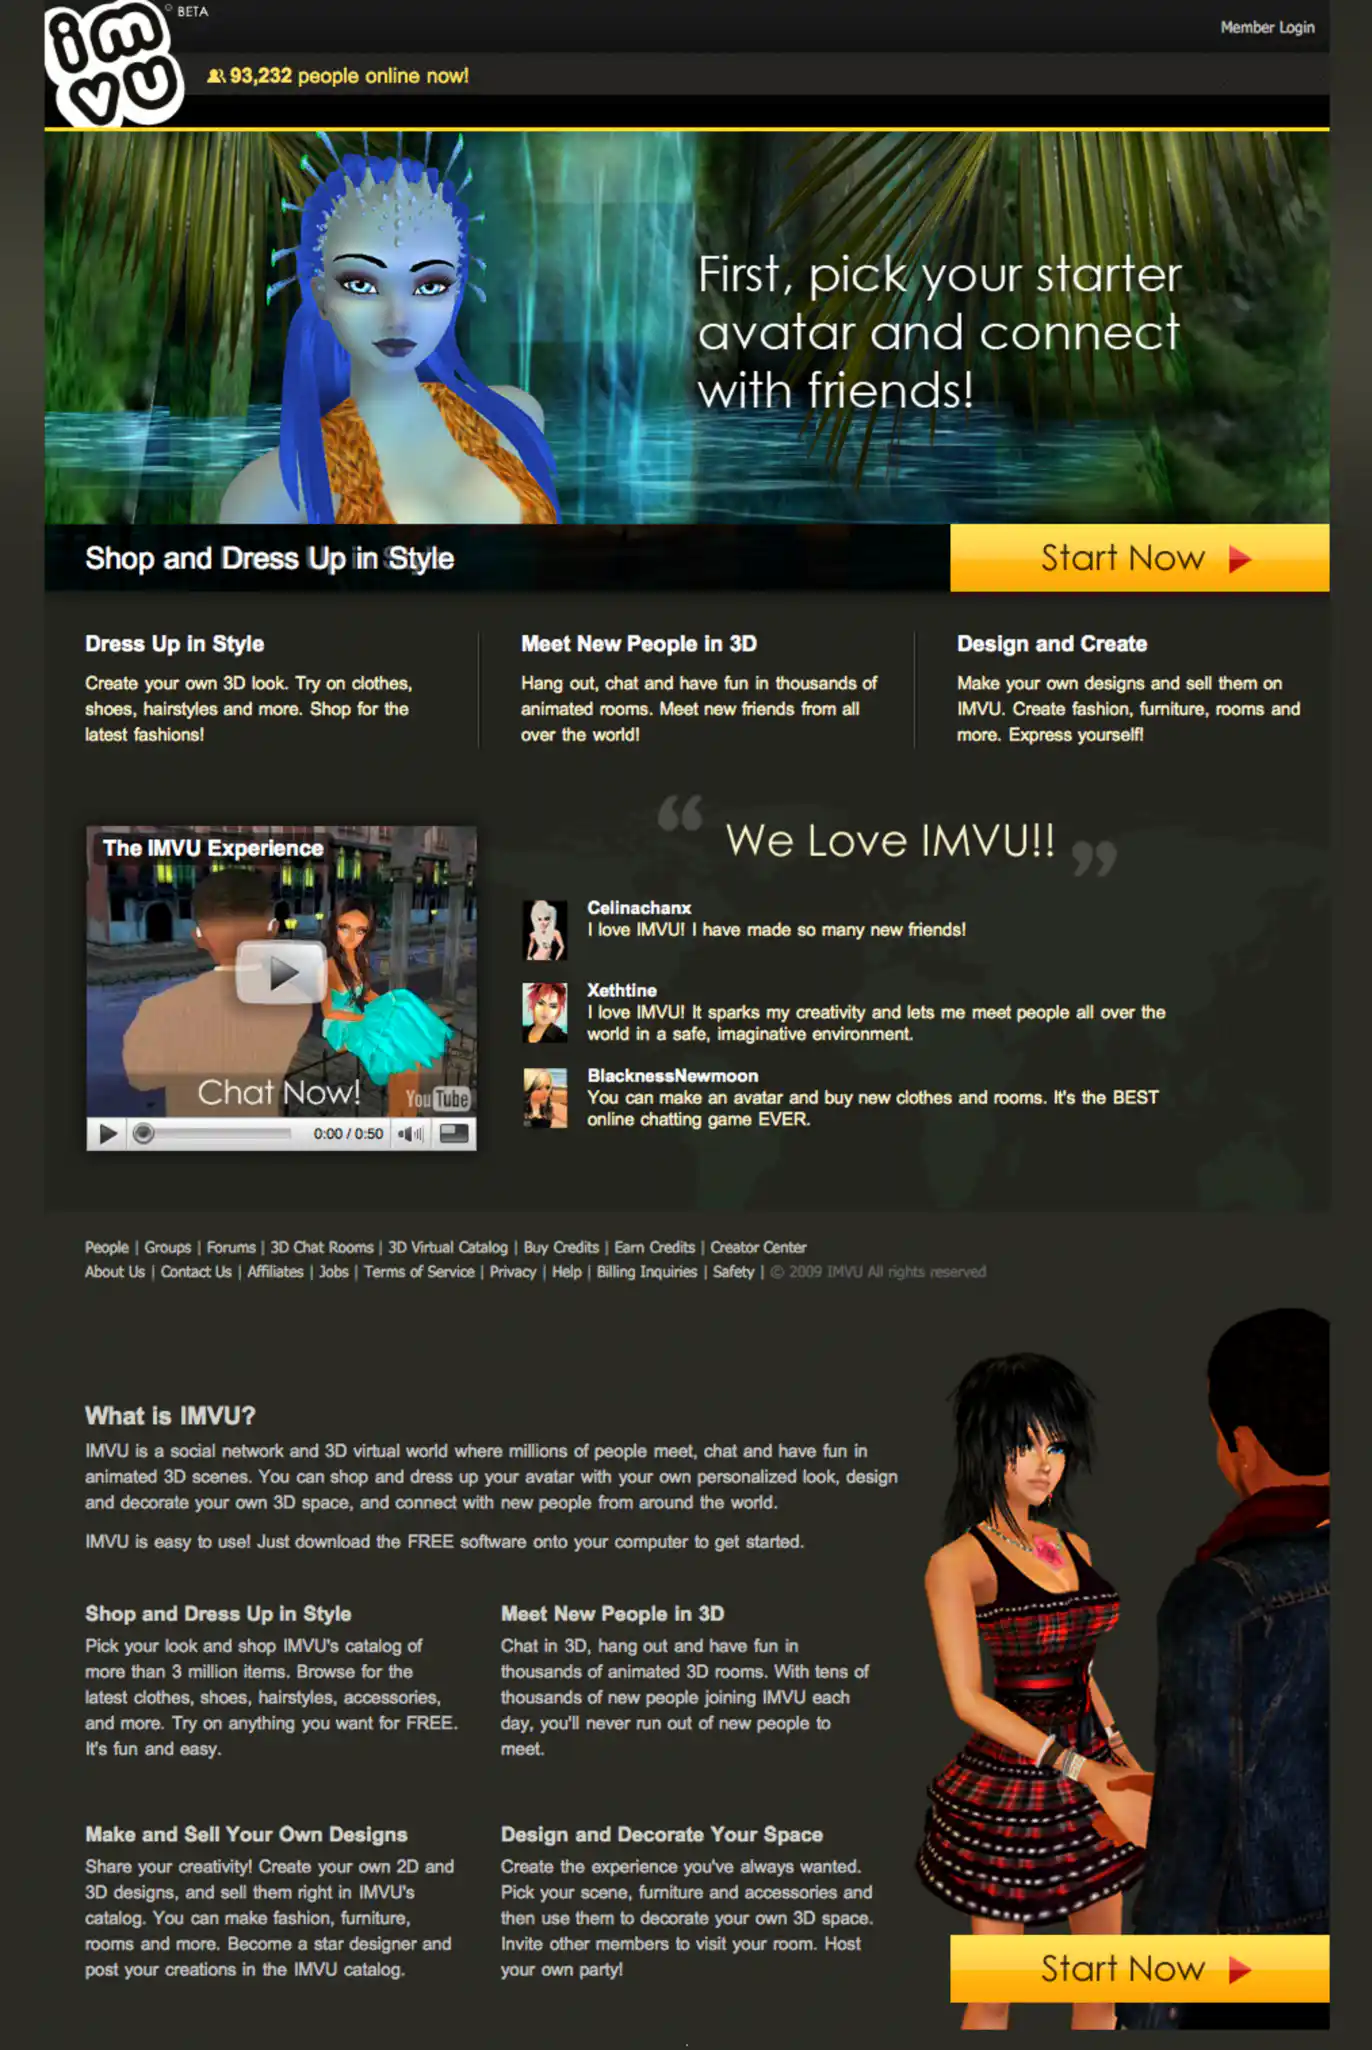 imvu
BETA
Member Login
93,232 people online now!
First, pick your starter
avatar and connect
with friends!
Shop and Dress Up in Style
Start Now
Dress Up in Style
Create your own 3D look. Try on clothes,
shoes, hairstyles and more. Shop for the
latest fashions!
Meet New People in 3D
Hang out, chat and have fun in thousands of
animated rooms. Meet new friends from all
over the world!
Design and Create
Make your own designs and sell them on
IMVU. Create fashion, furniture, rooms and
more. Express yourself!
The IMVU Experience
Chat Now!
YouTube
0:00 / 0:50
“ We Love IMVU!! ”
Celinachanx
I love IMVU! I have made so many new friends!
Xethtine
I love IMVU! It sparks my creativity and lets me meet people all over the
world in a safe, imaginative environment.
BlacknessNewmoon
You can make an avatar and buy new clothes and rooms. It's the BEST
online chatting game EVER.
People | Groups | Forums | 3D Chat Rooms | 3D Virtual Catalog | Buy Credits | Earn Credits | Creator Center
About Us | Contact Us | Affiliates | Jobs | Terms of Service | Privacy | Help | Billing Inquiries | Safety | © 2009 IMVU All rights reserved
What is IMVU?
IMVU is a social network and 3D virtual world where millions of people meet, chat and have fun in
animated 3D scenes. You can shop and dress up your avatar with your own personalized look, design
and decorate your own 3D space, and connect with new people from around the world.
IMVU is easy to use! Just download the FREE software onto your computer to get started.
Shop and Dress Up in Style
Pick your look and shop IMVU's catalog of
more than 3 million items. Browse for the
latest clothes, shoes, hairstyles, accessories,
and more. Try on anything you want for FREE.
It's fun and easy.
Meet New People in 3D
Chat in 3D, hang out and have fun in
thousands of animated 3D rooms. With tens of
thousands of new people joining IMVU each
day, you'll never run out of new people to
meet.
Make and Sell Your Own Designs
Share your creativity! Create your own 2D and
3D designs, and sell them right in IMVU's
catalog. You can make fashion, furniture,
rooms and more. Become a star designer and
post your creations in the IMVU catalog.
Design and Decorate Your Space
Create the experience you've always wanted.
Pick your scene, furniture and accessories and
then use them to decorate your own 3D space.
Invite other members to visit your room. Host
your own party!
Start Now